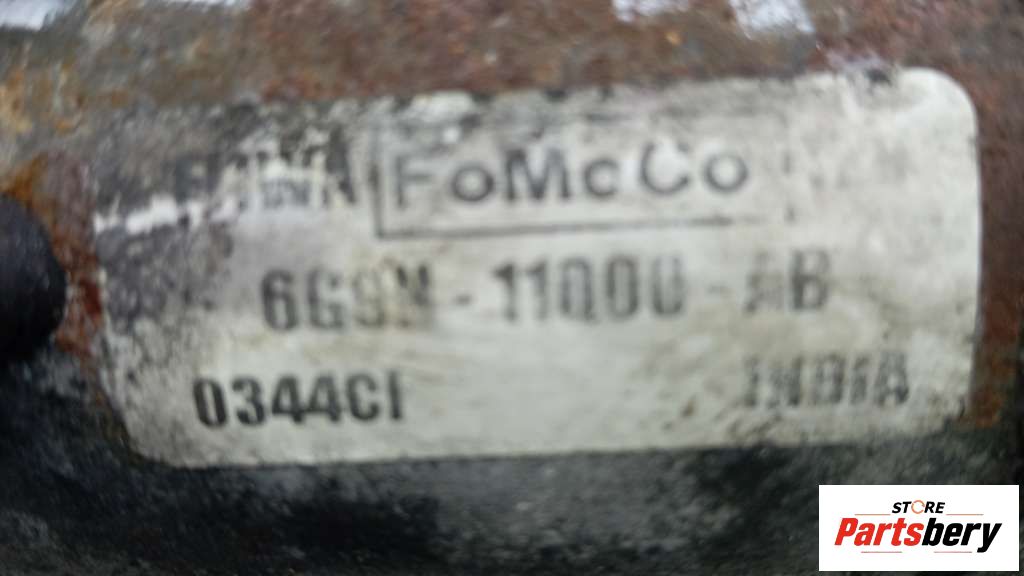 FoMoCo
6G9N - 11000 - AB
0344CI
INDIA
STORE
Partsbery